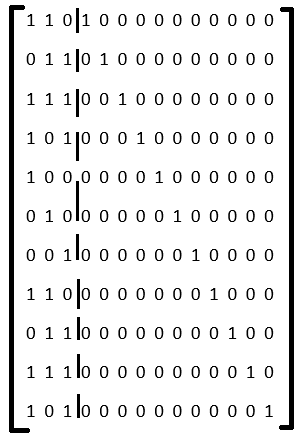 1 1 0 | 1 0 0 0 0 0 0 0 0 0 0
0 1 1 | 0 1 0 0 0 0 0 0 0 0 0
1 1 1 | 0 0 1 0 0 0 0 0 0 0 0
1 0 1 | 0 0 0 1 0 0 0 0 0 0 0
1 0 0 | 0 0 0 0 1 0 0 0 0 0 0
0 1 0 | 0 0 0 0 0 1 0 0 0 0 0
0 0 1 | 0 0 0 0 0 0 1 0 0 0 0
1 1 0 | 0 0 0 0 0 0 0 1 0 0 0
0 1 1 | 0 0 0 0 0 0 0 0 1 0 0
1 1 1 | 0 0 0 0 0 0 0 0 0 1 0
1 0 1 | 0 0 0 0 0 0 0 0 0 0 1